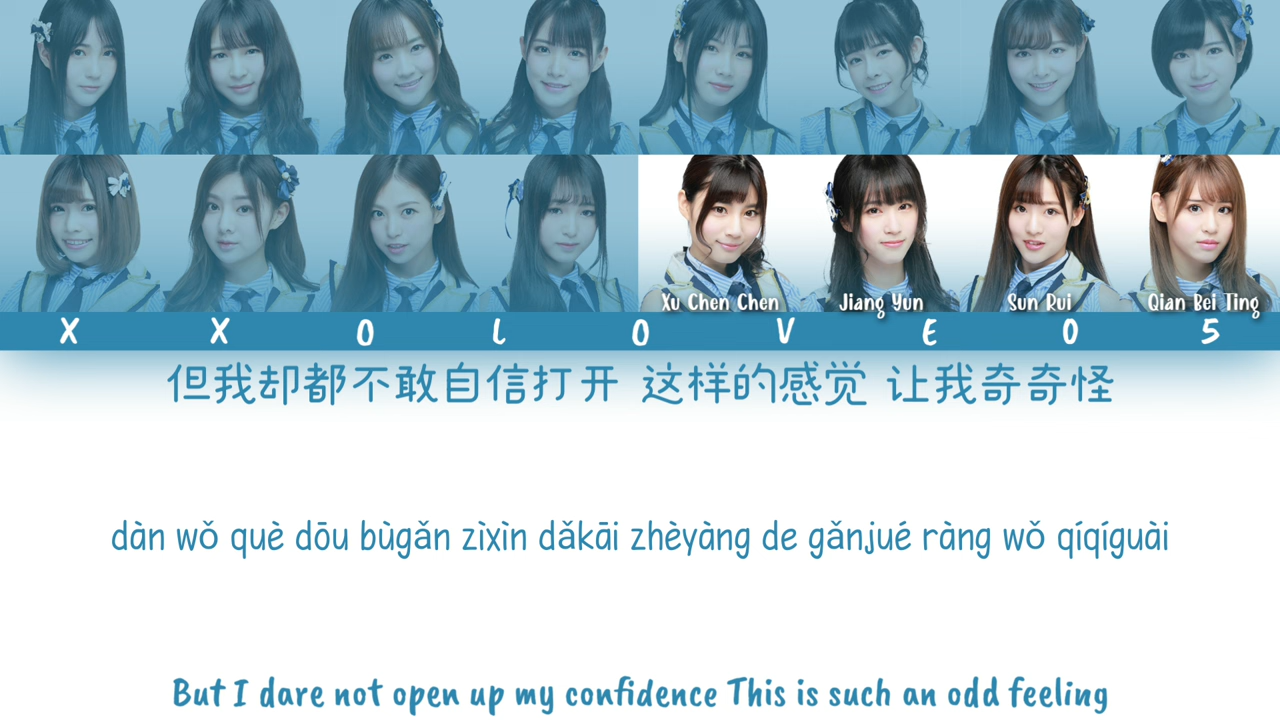 Xu Chen Chen Jiang Yun Sun Rui Qian Bei Ting
X X O L O V E 0 5
但我却都不敢自信打开 这样的感觉 让我奇奇怪
dàn wǒ què dōu bùgǎn zìxìn dǎkāi zhèyàng de gǎnjué ràng wǒ qíqíguài
But I dare not open up my confidence This is such an odd feeling